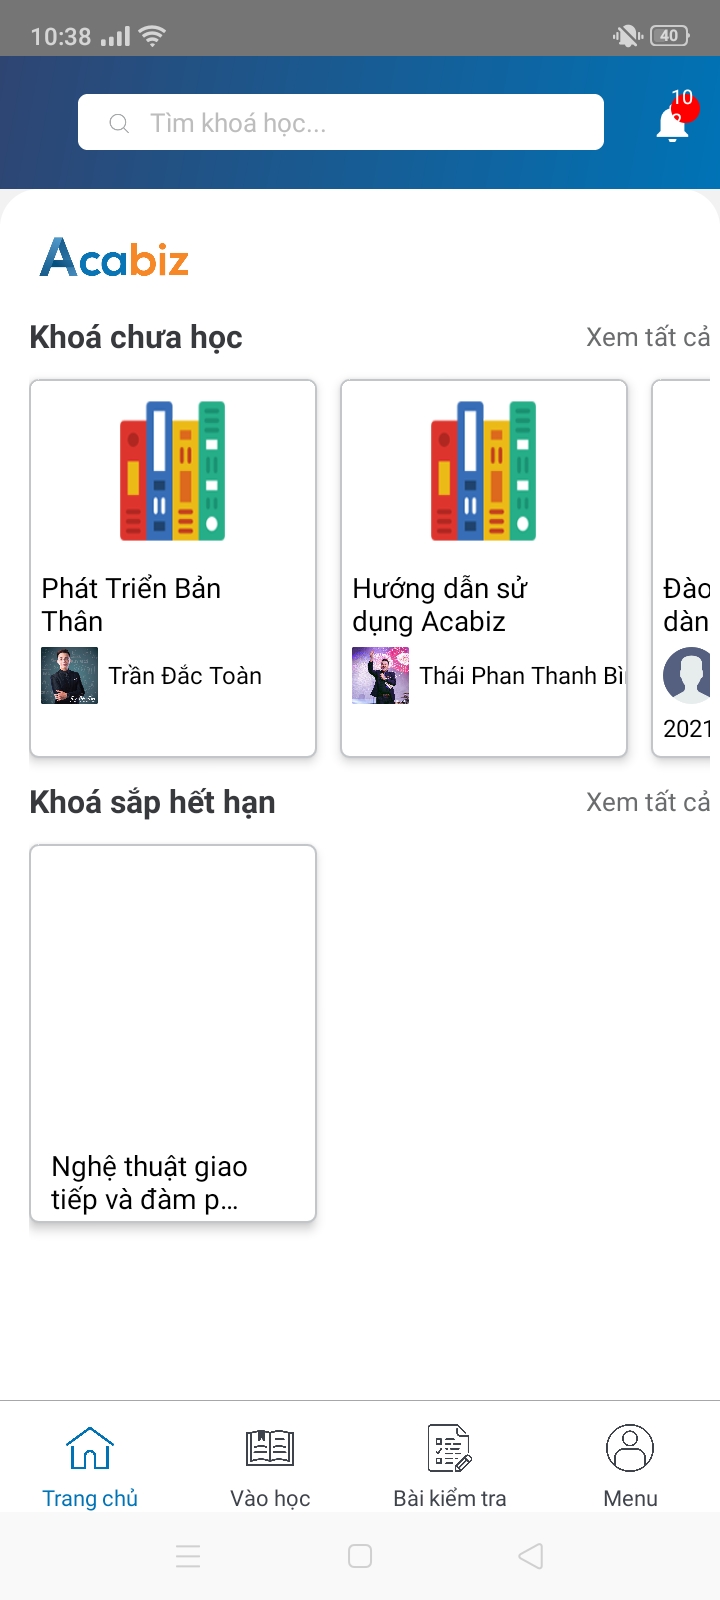 10:38
40
Tìm khoá học...
10
Acabiz
Khoá chưa học
Xem tất cả
Phát Triển Bản
Thân
Trần Đắc Toàn
Hướng dẫn sử
dụng Acabiz
Thái Phan Thanh Bì
Đào
dàn
2021
Khoá sắp hết hạn
Xem tất cả
Nghệ thuật giao
tiếp và đàm p...
Trang chủ
Vào học
Bài kiểm tra
Menu